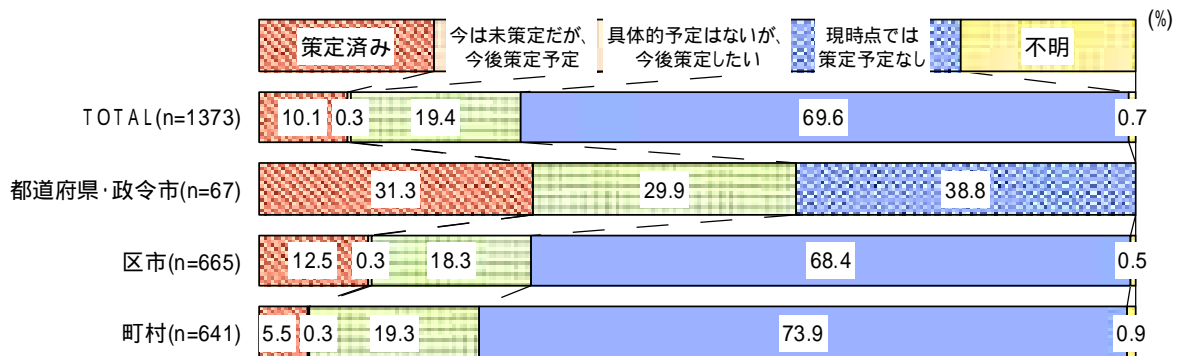 (%)
策定済み
今は未策定だが、
今後策定予定
具体的予定はないが、
今後策定したい
現時点では
策定予定なし
不明
TOTAL(n=1373)
10.1
0.3
19.4
69.6
0.7
都道府県・政令市(n=67)
31.3
29.9
38.8
区市(n=665)
12.5
0.3
18.3
68.4
0.5
町村(n=641)
5.5
0.3
19.3
73.9
0.9